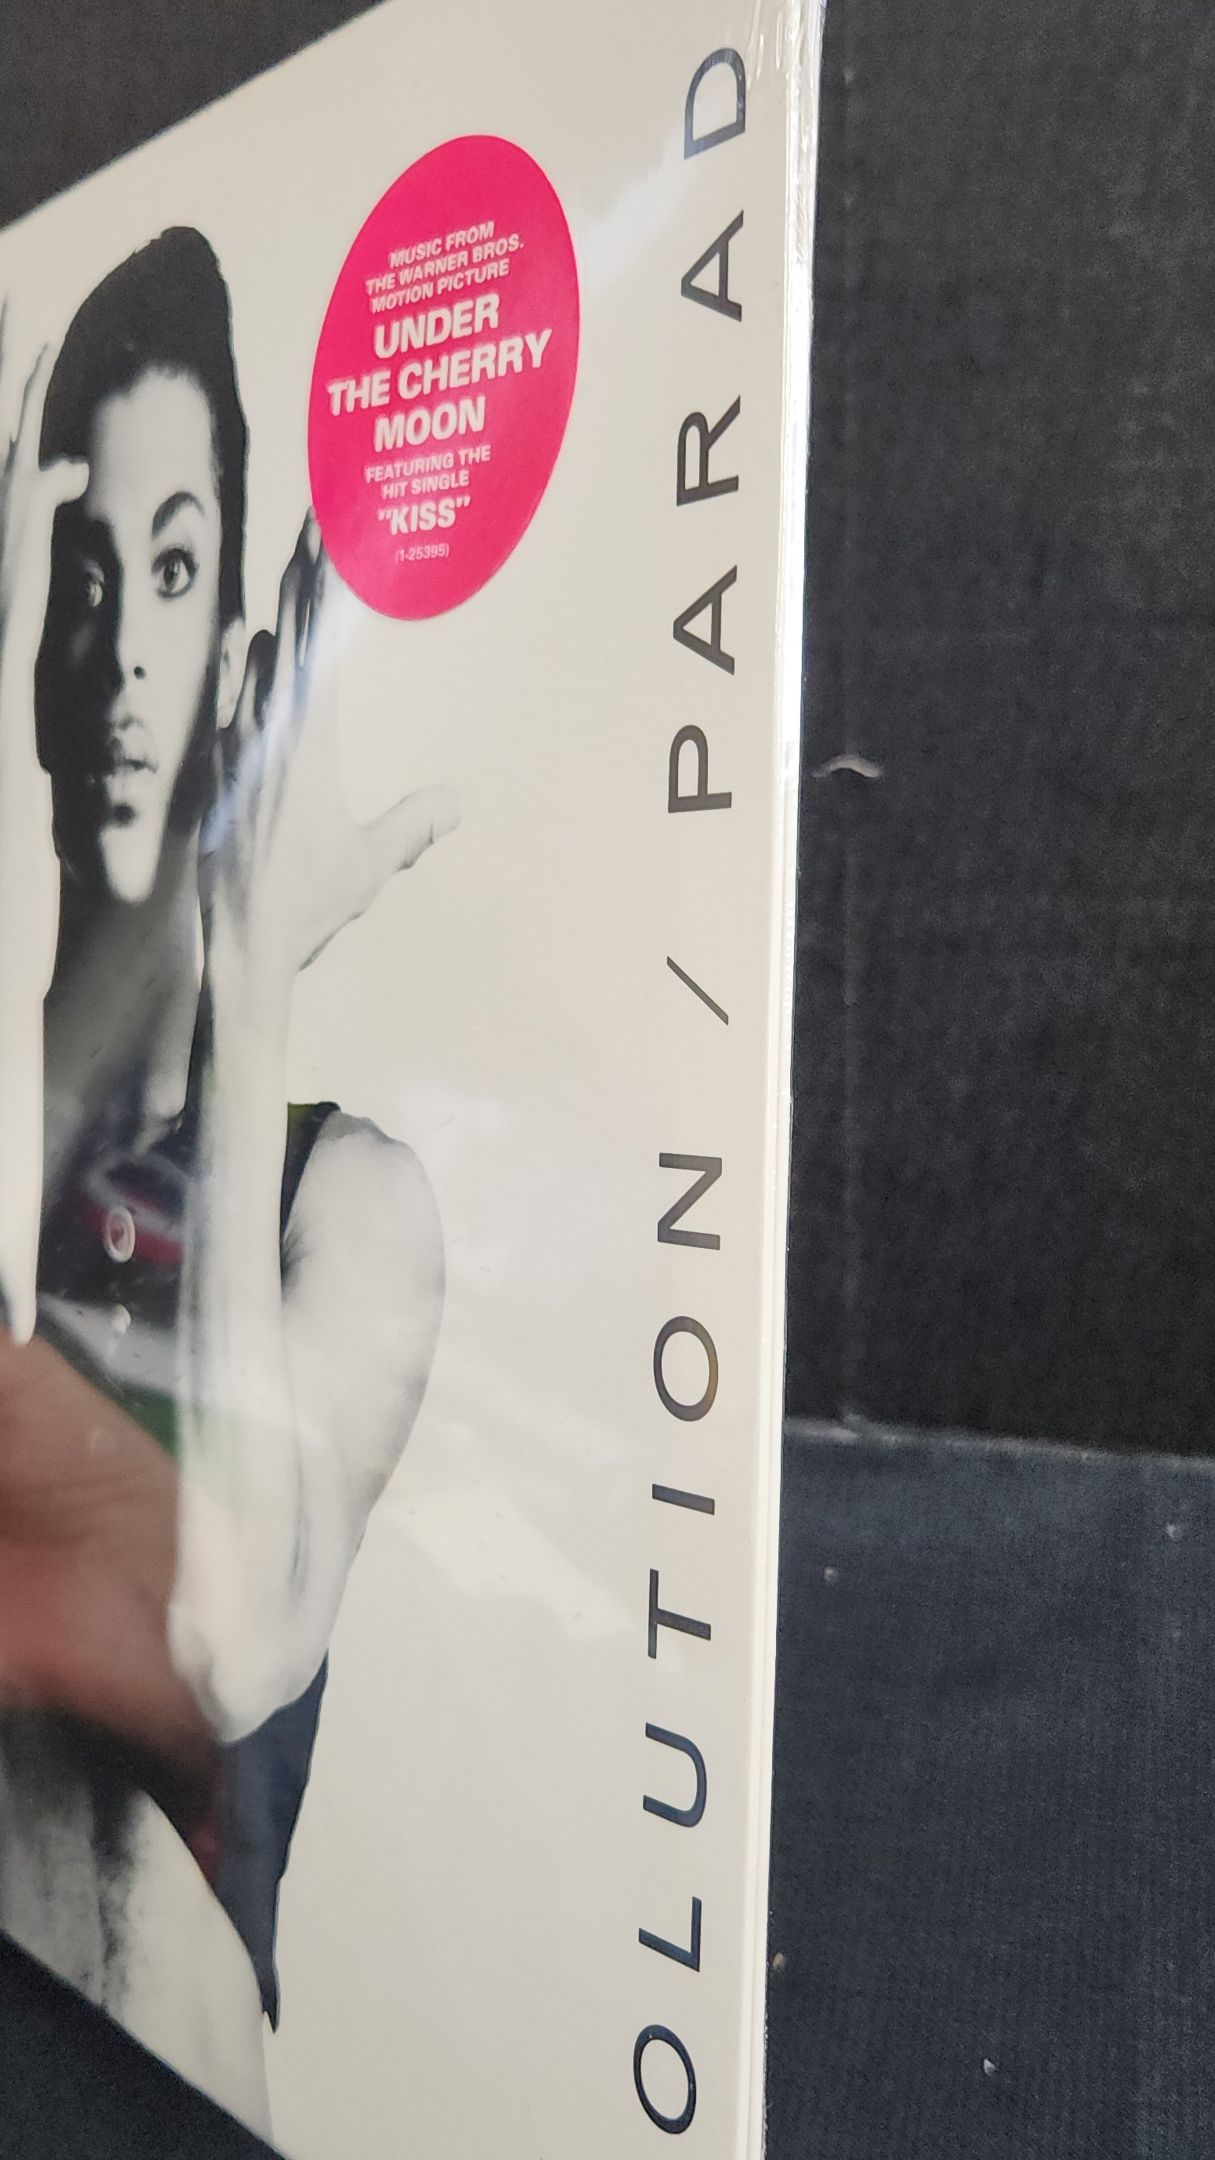 MUSIC FROM
THE WARNER BROS.
MOTION PICTURE
UNDER
THE CHERRY
MOON
FEATURING THE
HIT SINGLE
"KISS"
(1-25395)
OLUTION/PARAD